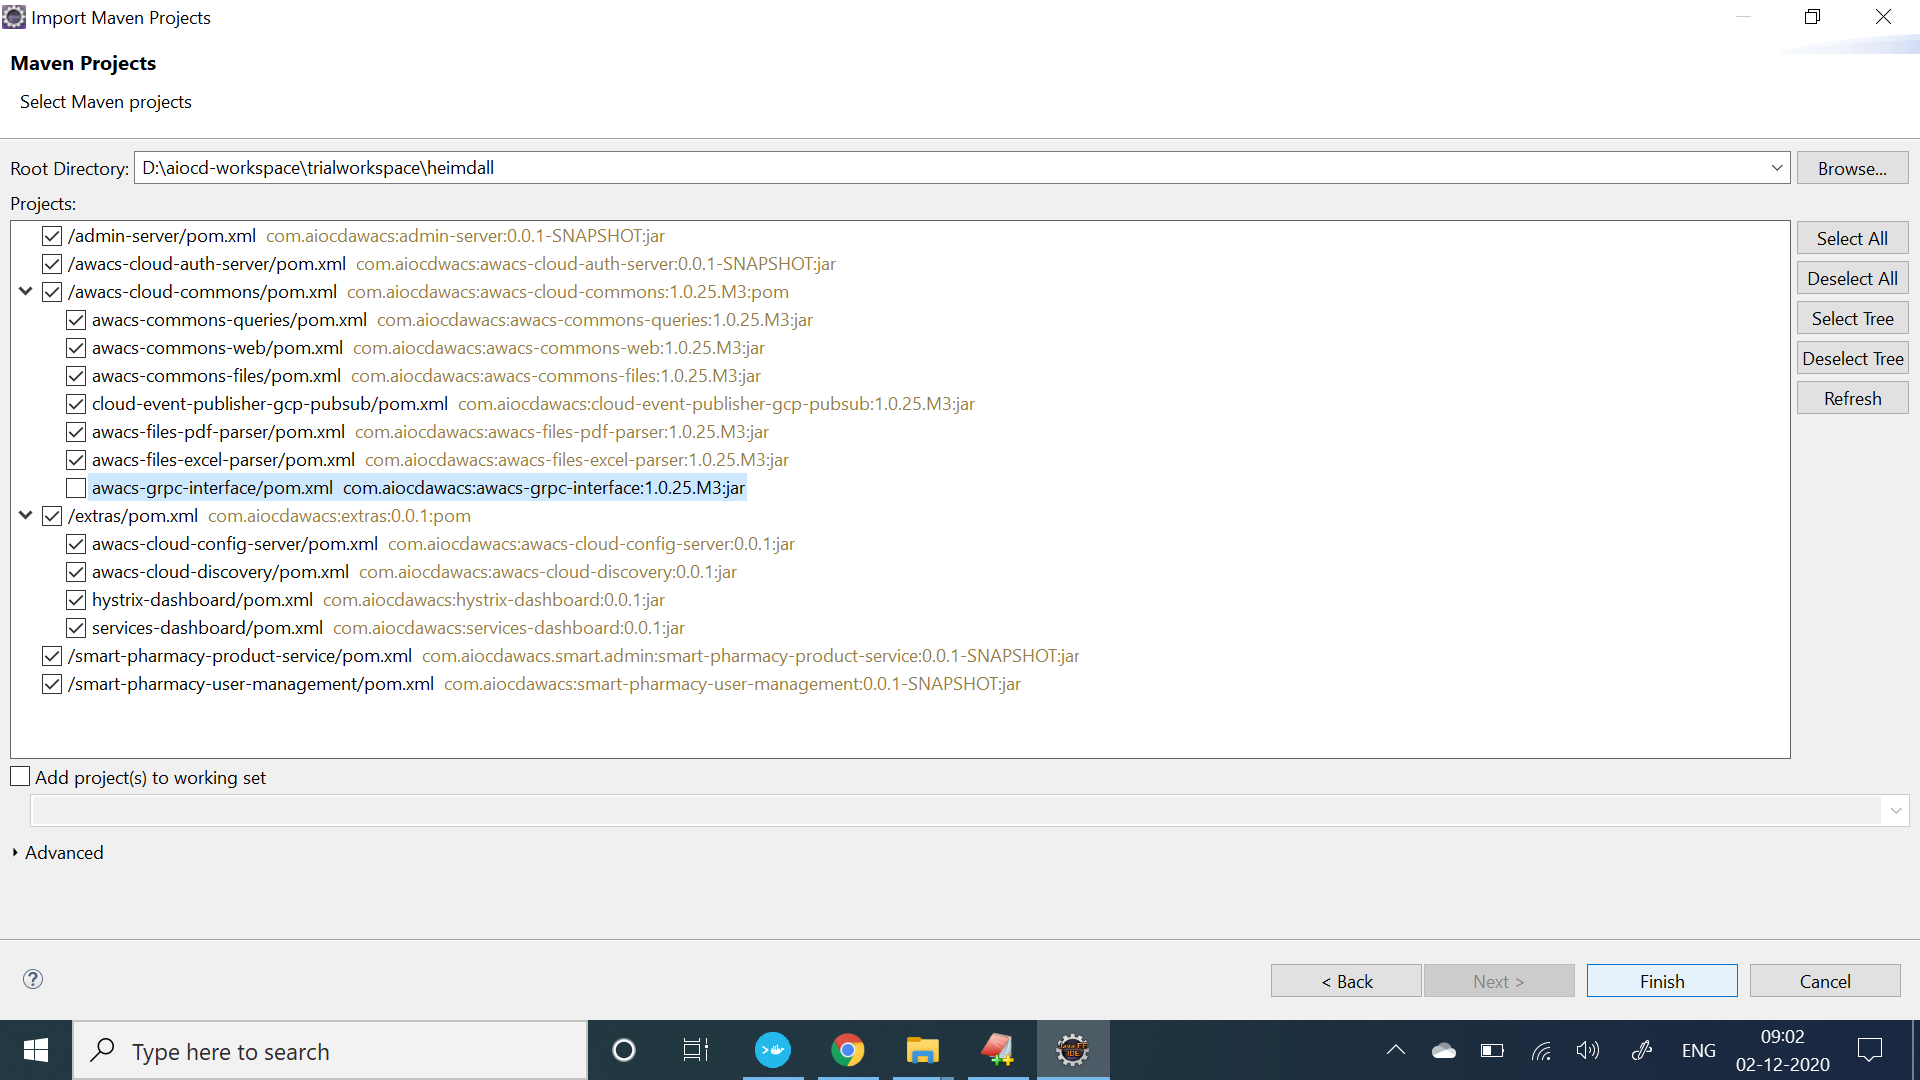 Import Maven Projects
Maven Projects
Select Maven projects
Root Directory: D:\aiocd-workspace\trialworkspace\heimdall Browse...
Projects:
/admin-server/pom.xml com.aiocdawacs:admin-server:0.0.1-SNAPSHOT:jar
/awacs-cloud-auth-server/pom.xml com.aiocdwacs:awacs-cloud-auth-server:0.0.1-SNAPSHOT:jar
/awacs-cloud-commons/pom.xml com.aiocdawacs:awacs-cloud-commons:1.0.25.M3:pom
awacs-commons-queries/pom.xml com.aiocdawacs:awacs-commons-queries:1.0.25.M3:jar
awacs-commons-web/pom.xml com.aiocdawacs:awacs-commons-web:1.0.25.M3:jar
awacs-commons-files/pom.xml com.aiocdawacs:awacs-commons-files:1.0.25.M3:jar
cloud-event-publisher-gcp-pubsub/pom.xml com.aiocdawacs:cloud-event-publisher-gcp-pubsub:1.0.25.M3:jar
awacs-files-pdf-parser/pom.xml com.aiocdawacs:awacs-files-pdf-parser:1.0.25.M3:jar
awacs-files-excel-parser/pom.xml com.aiocdawacs:awacs-files-excel-parser:1.0.25.M3:jar
awacs-grpc-interface/pom.xml com.aiocdawacs:awacs-grpc-interface:1.0.25.M3:jar
/extras/pom.xml com.aiocdawacs:extras:0.0.1:pom
awacs-cloud-config-server/pom.xml com.aiocdawacs:awacs-cloud-config-server:0.0.1:jar
awacs-cloud-discovery/pom.xml com.aiocdawacs:awacs-cloud-discovery:0.0.1:jar
hystrix-dashboard/pom.xml com.aiocdawacs:hystrix-dashboard:0.0.1:jar
services-dashboard/pom.xml com.aiocdawacs:services-dashboard:0.0.1:jar
/smart-pharmacy-product-service/pom.xml com.aiocdawacs.smart.admin:smart-pharmacy-product-service:0.0.1-SNAPSHOT:jar
/smart-pharmacy-user-management/pom.xml com.aiocdawacs:smart-pharmacy-user-management:0.0.1-SNAPSHOT:jar
Select All
Deselect All
Select Tree
Deselect Tree
Refresh
Add project(s) to working set
Advanced
< Back Next > Finish Cancel
Type here to search
Java EE
IDE
ENG
09:02
02-12-2020